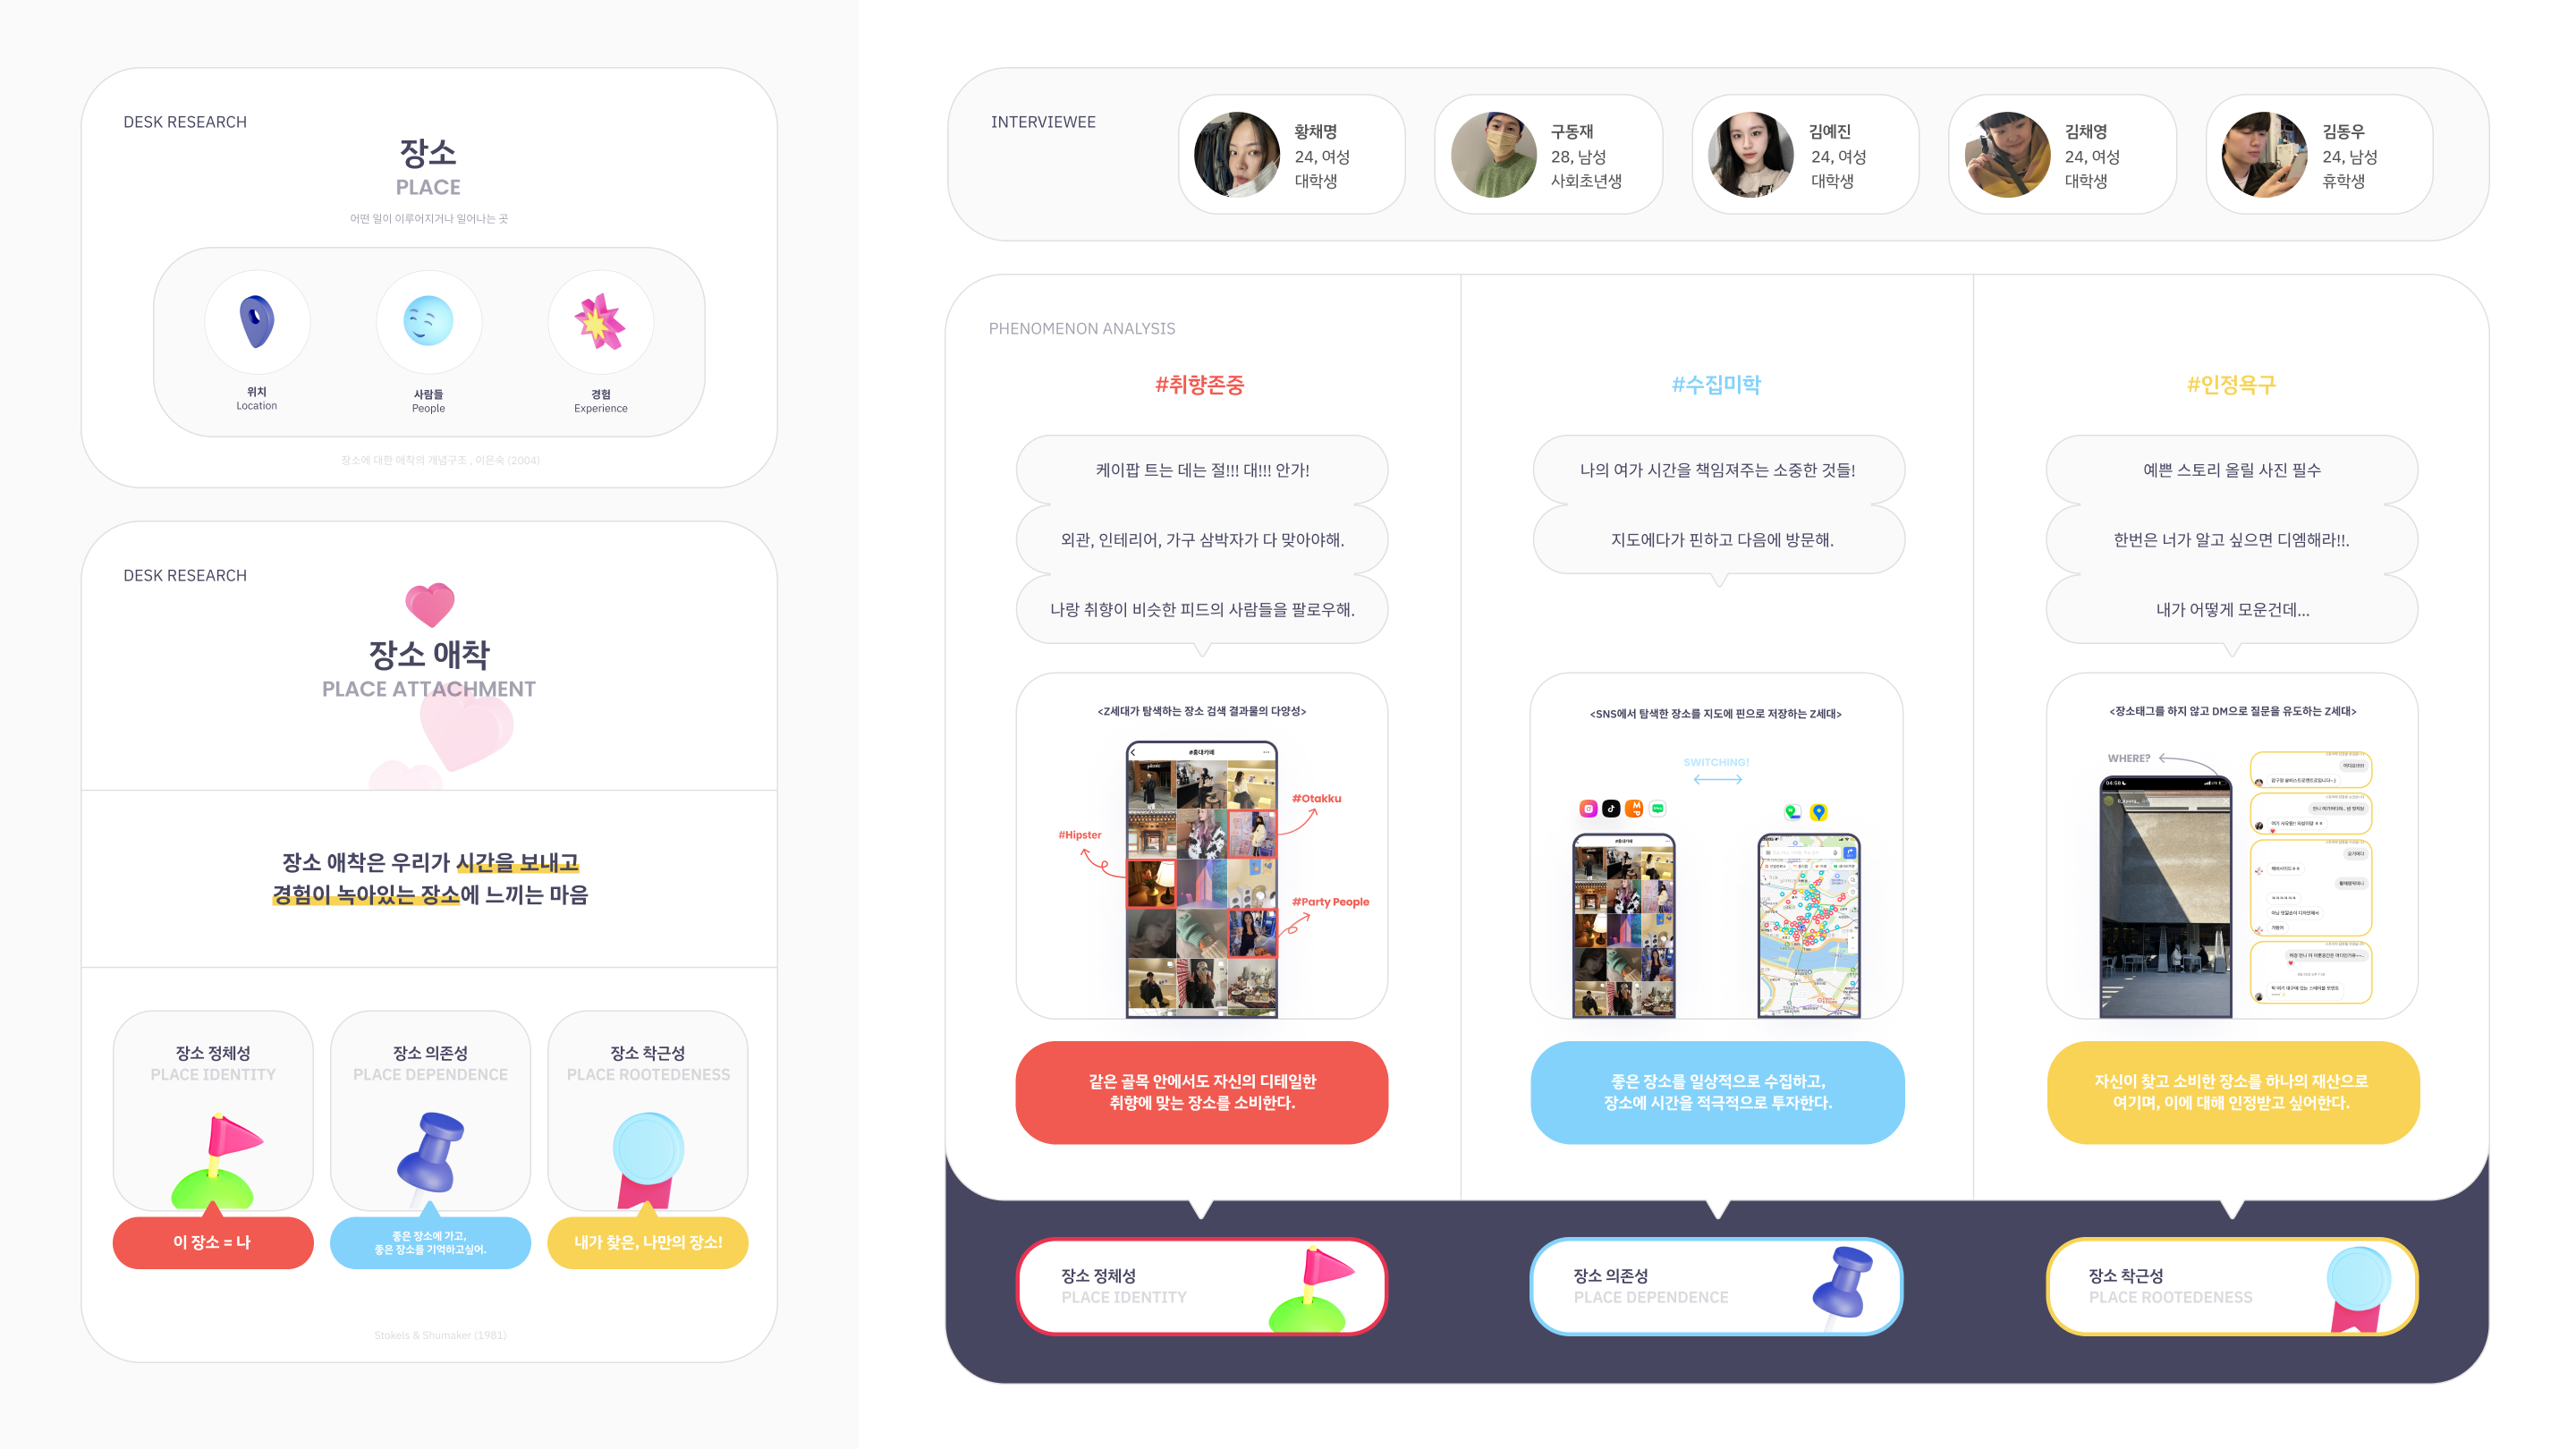 DESK RESEARCH
장소
PLACE
어떤 일이 이루어지거나 일어나는 곳
위치
Location
사람들
People
경험
Experience
장소에 대한 애착의 개념구조 , 이은숙 (2004)
DESK RESEARCH
장소 애착
PLACE ATTACHMENT
장소 애착은 우리가 시간을 보내고
경험이 녹아있는 장소에 느끼는 마음
장소 정체성
PLACE IDENTITY
이 장소 = 나
장소 의존성
PLACE DEPENDENCE
좋은 장소에 가고,
좋은 장소를 기억하고싶어.
장소 착근성
PLACE ROOTEDENESS
내가 찾은, 나만의 장소!
Stokels & Shumaker (1981)
INTERVIEWEE
황채명
24, 여성
대학생
구동재
28, 남성
사회초년생
김예진
24, 여성
대학생
김채영
24, 여성
대학생
김동우
24, 남성
휴학생
PHENOMENON ANALYSIS
#취향존중
케이팝 트는 데는 절!!! 대!!! 안가!
외관, 인테리어, 가구 삼박자가 다 맞아야해.
나랑 취향이 비슷한 피드의 사람들을 팔로우해.
<Z세대가 탐색하는 장소 검색 결과물의 다양성>
#홍대카페
#Otakku
#Hipster
#Party People
같은 골목 안에서도 자신의 디테일한
취향에 맞는 장소를 소비한다.
#수집미학
나의 여가 시간을 책임져주는 소중한 것들!
지도에다가 핀하고 다음에 방문해.
<SNS에서 탐색한 장소를 지도에 핀으로 저장하는 Z세대>
SWITCHING!
#홍대카페
좋은 장소를 일상적으로 수집하고,
장소에 시간을 적극적으로 투자한다.
#인정욕구
예쁜 스토리 올릴 사진 필수
한번은 너가 알고 싶으면 디엠해라!!.
내가 어떻게 모운건데...
<장소태그를 하지 않고 DM으로 질문을 유도하는 Z세대>
WHERE?
04:58
자신이 찾고 소비한 장소를 하나의 재산으로
여기며, 이에 대해 인정받고 싶어한다.
장소 정체성
PLACE IDENTITY
장소 의존성
PLACE DEPENDENCE
장소 착근성
PLACE ROOTEDENESS